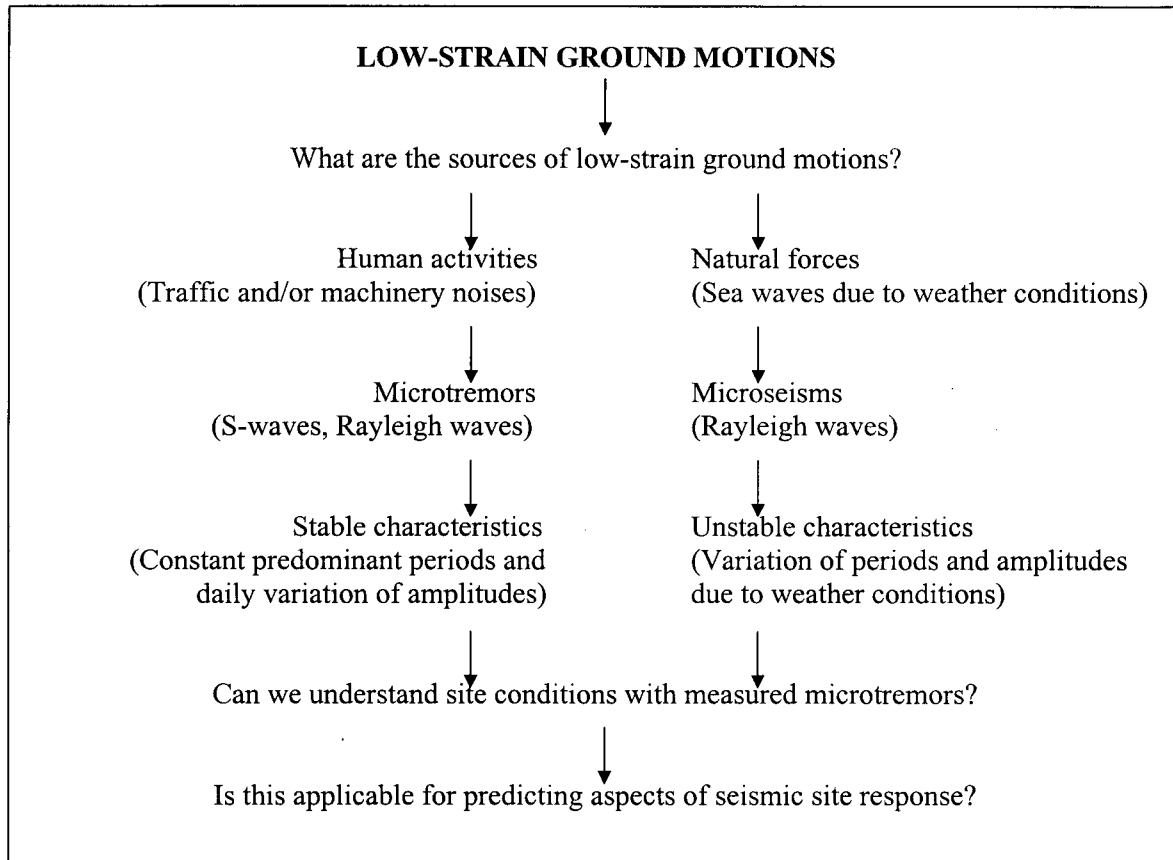 LOW-STRAIN GROUND MOTIONS
What are the sources of low-strain ground motions?
Human activities
(Traffic and/or machinery noises)
Natural forces
(Sea waves due to weather conditions)
Microtremors
(S-waves, Rayleigh waves)
Microseisms
(Rayleigh waves)
Stable characteristics
(Constant predominant periods and
daily variation of amplitudes)
Unstable characteristics
(Variation of periods and amplitudes
due to weather conditions)
Can we understand site conditions with measured microtremors?
Is this applicable for predicting aspects of seismic site response?